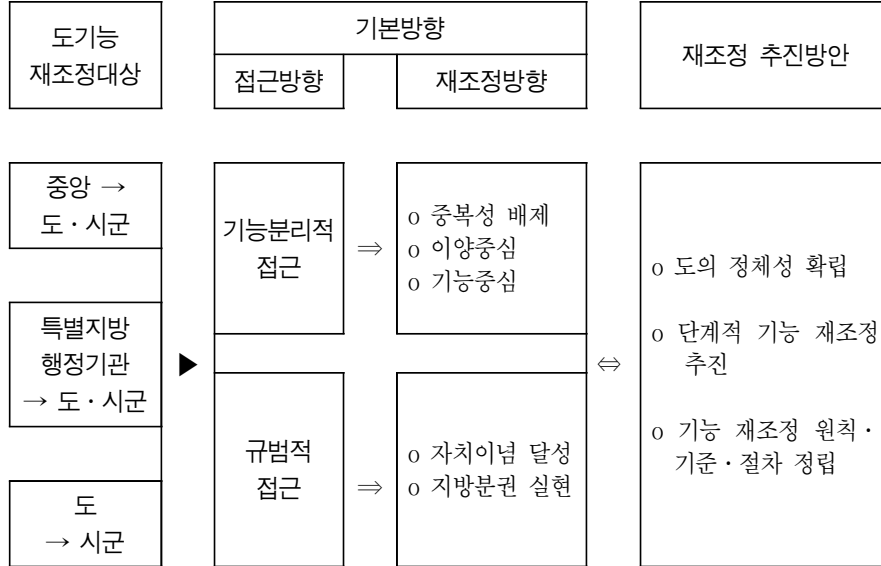 도기능
재조정대상
기본방향
접근방향
재조정방향
재조정 추진방안
중앙 →
도·시군
특별지방
행정기관
→ 도·시군
도
→ 시군
▶
기능분리적
접근
⇒
o 중복성 배제
o 이양중심
o 기능중심
규범적
접근
⇒
o 자치이념 달성
o 지방분권 실현
⇔
o 도의 정체성 확립
o 단계적 기능 재조정
추진
o 기능 재조정 원칙·
기준·절차 정립